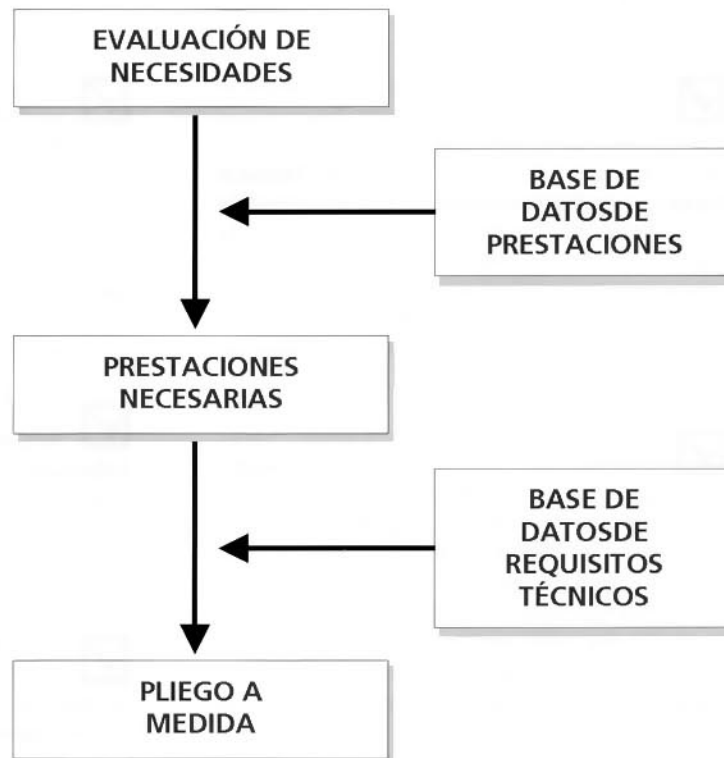 EVALUACIÓN DE
NECESIDADES
BASE DE
DATOSDE
PRESTACIONES
PRESTACIONES
NECESARIAS
BASE DE
DATOSDE
REQUISITOS
TÉCNICOS
PLIEGO A
MEDIDA